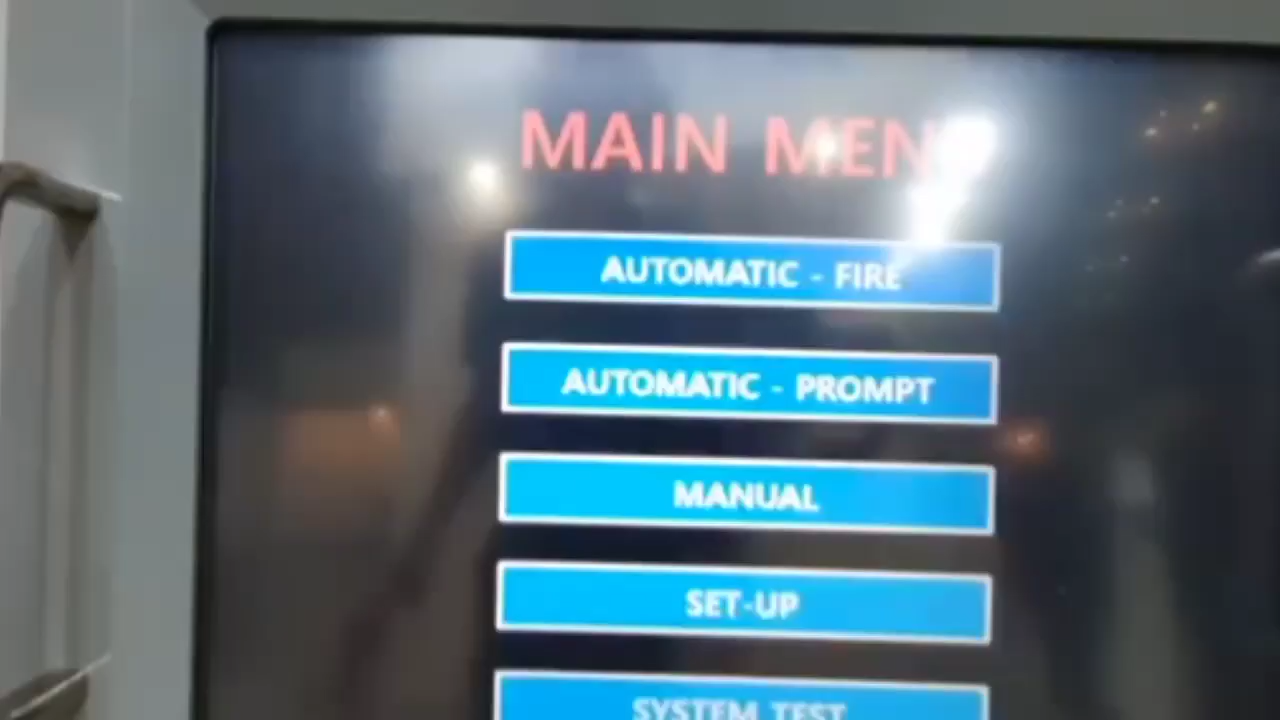 MAIN MENU
AUTOMATIC - FIRE
AUTOMATIC - PROMPT
MANUAL
SET-UP
SYSTEM TEST